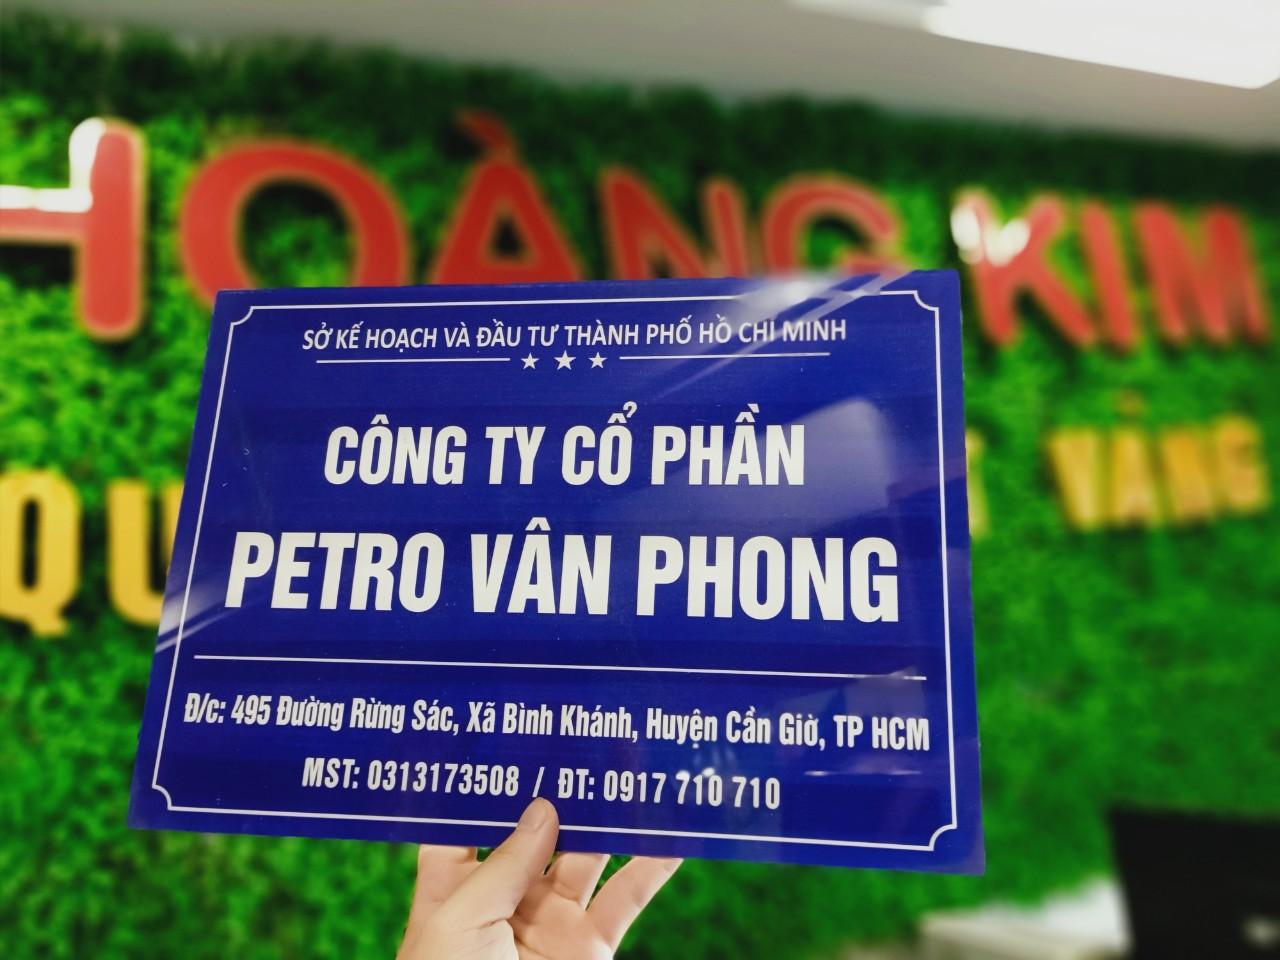 HOÀNG KIM
QU VÀNG
SỞ KẾ HOẠCH VÀ ĐẦU TƯ THÀNH PHỐ HỒ CHÍ MINH
CÔNG TY CỔ PHẦN
PETRO VÂN PHONG
Đ/c: 495 Đường Rừng Sác, Xã Bình Khánh, Huyện Cần Giờ, TP HCM
MST: 0313173508 / ĐT: 0917 710 710